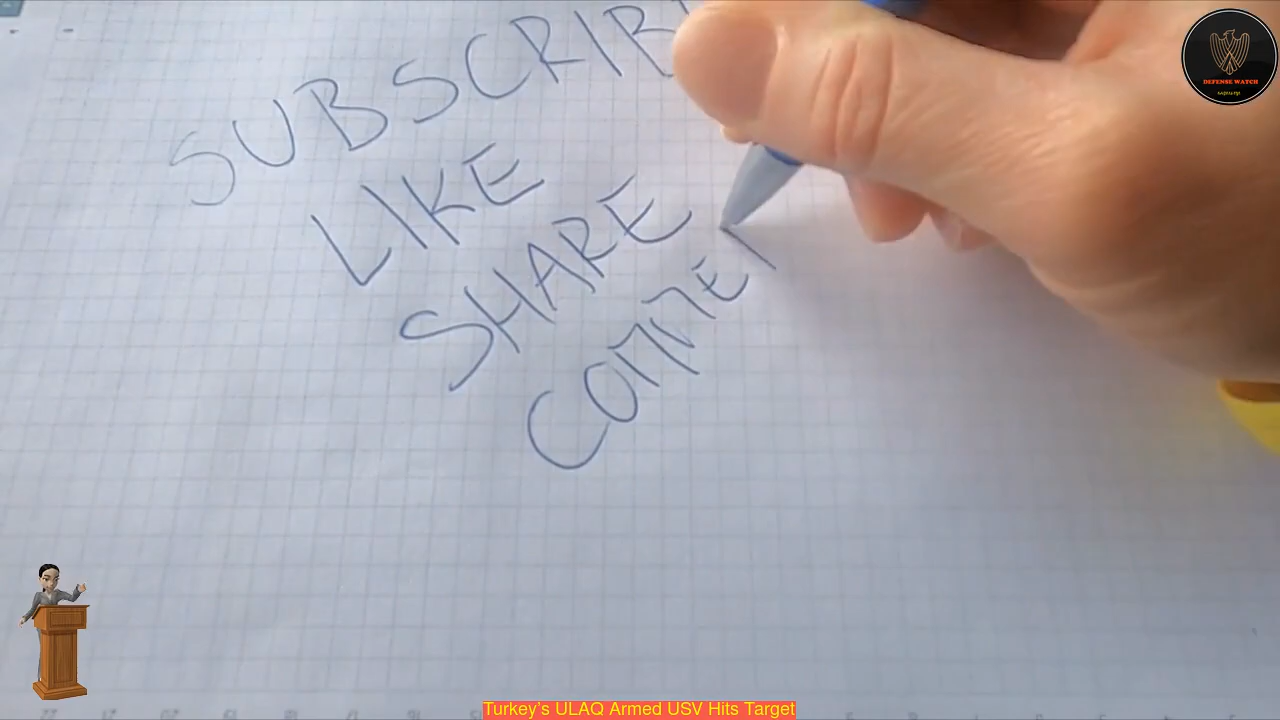 SUBSCRIB
LIKE
SHARE
COMME
DEFENSE WATCH
Turkey's ULAQ Armed USV Hits Target